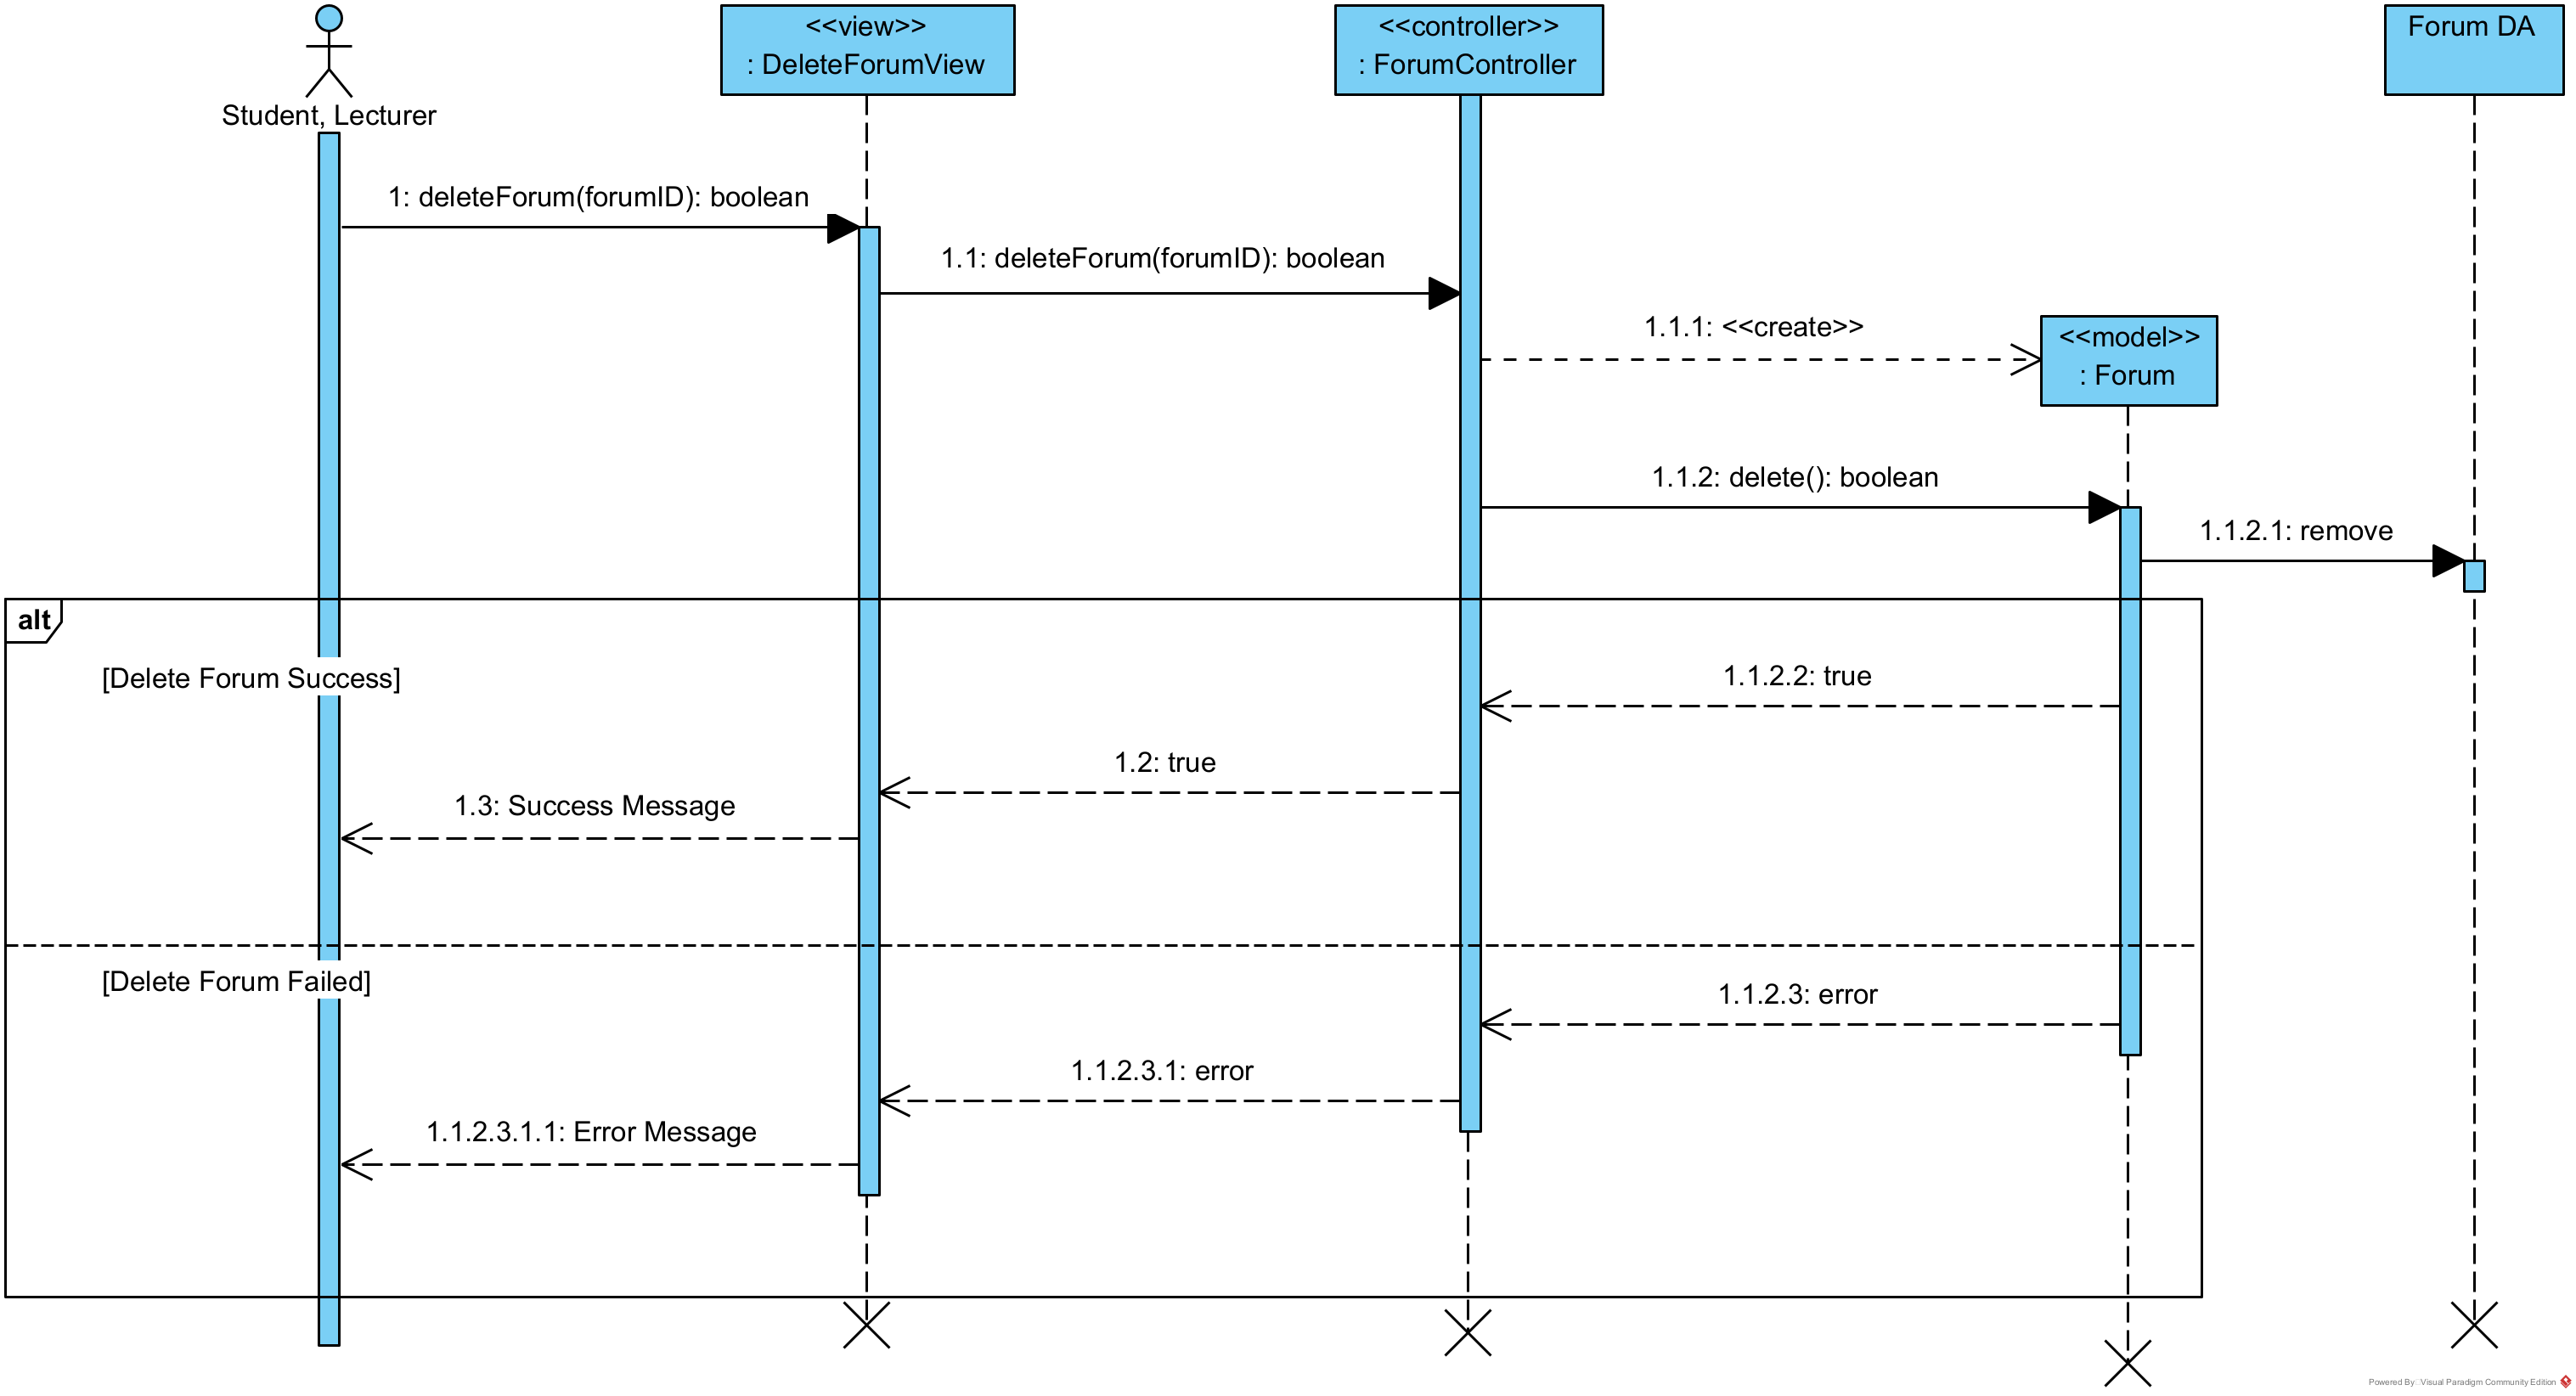 <<view>>
: DeleteForumView
<<controller>>
: ForumController
Forum DA
Student, Lecturer
1: deleteForum(forumID): boolean
1.1: deleteForum(forumID): boolean
1.1.1: <<create>>
<<model>>
: Forum
1.1.2: delete(): boolean
1.1.2.1: remove
alt
[Delete Forum Success]
1.1.2.2: true
1.2: true
1.3: Success Message
[Delete Forum Failed]
1.1.2.3: error
1.1.2.3.1: error
1.1.2.3.1.1: Error Message
Powered By Visual Paradigm Community Edition